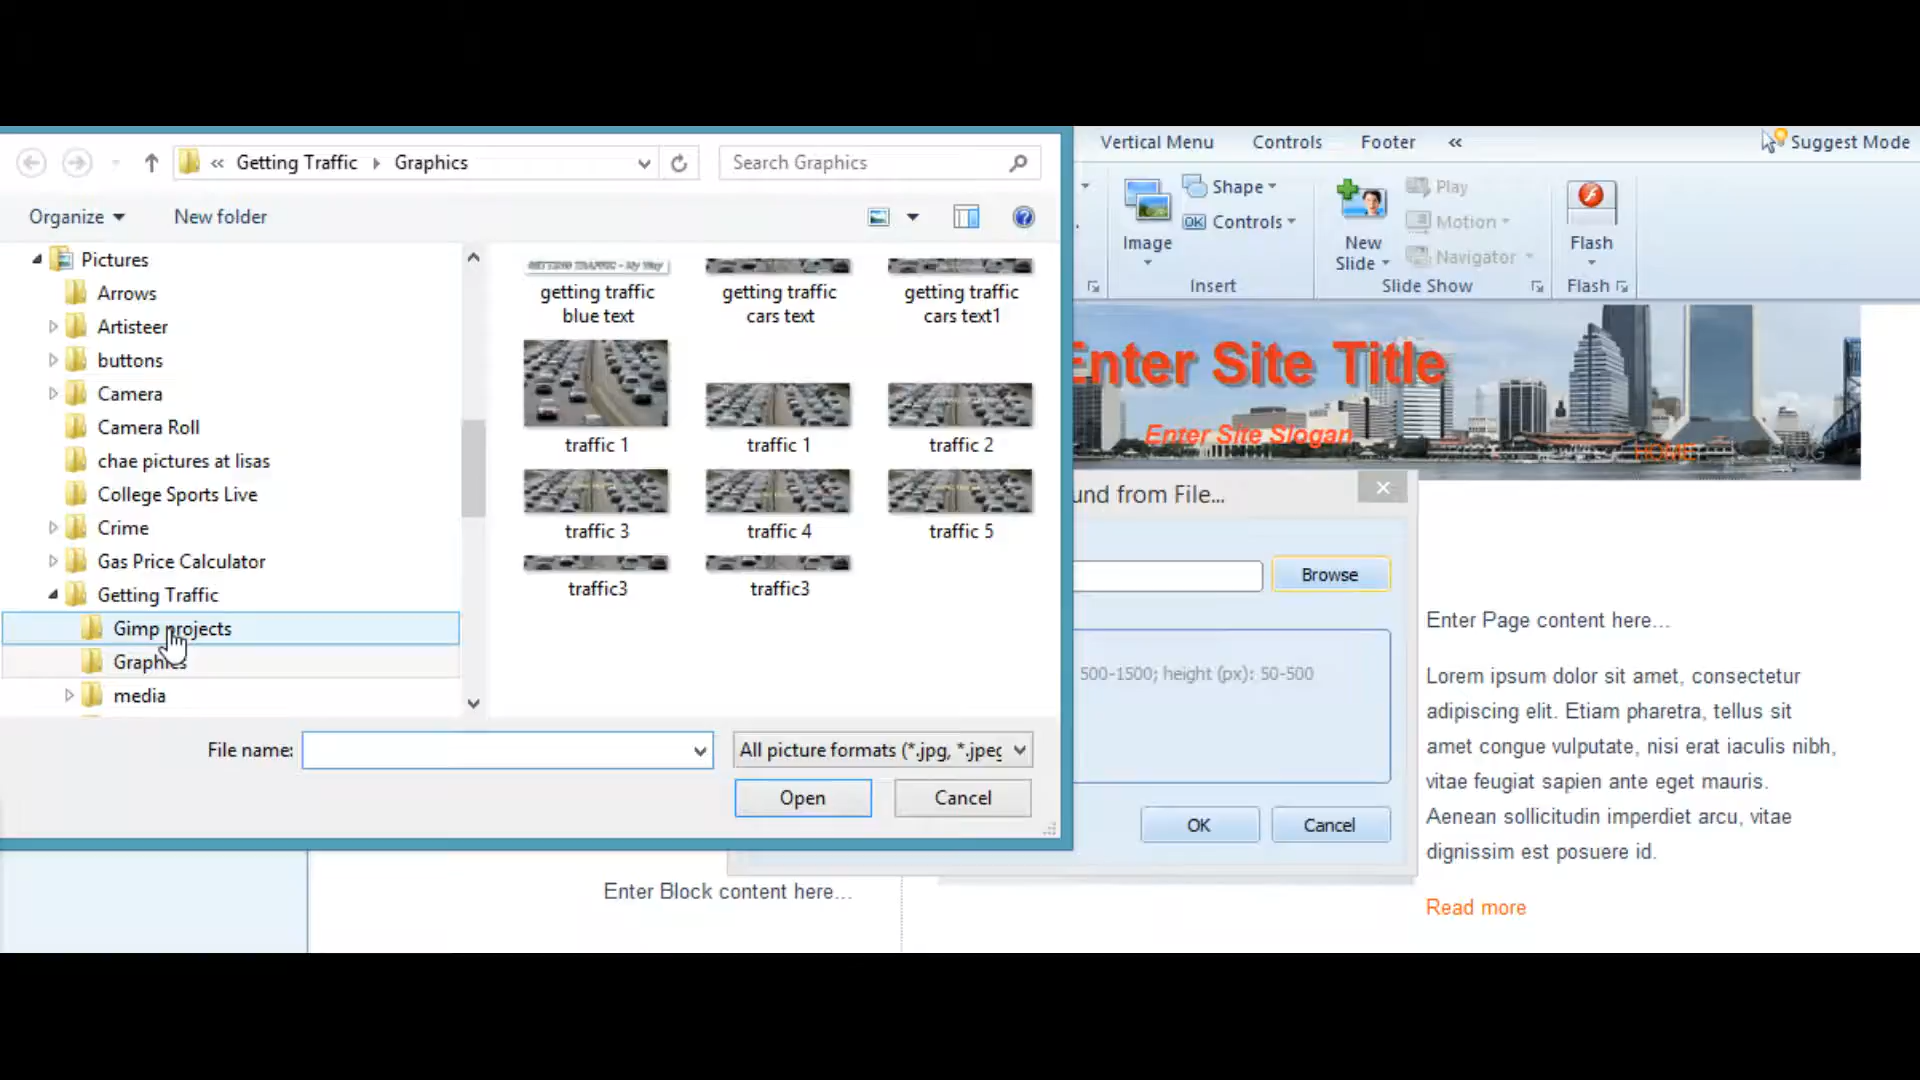 Vertical Menu Controls Footer «
Suggest Mode
« Getting Traffic Graphics
Search Graphics
Organize New folder
Shape
Play
OK Controls
Motion
Image
New
Slide
Navigator
Flash
Insert
Slide Show
Flash
Pictures
Arrows
Artisteer
buttons
Camera
Camera Roll
chae pictures at lisas
College Sports Live
Crime
Gas Price Calculator
Getting Traffic
Gimp projects
Graphics
media
GETTING TRAFFIC - My Way
getting traffic
blue text
getting traffic
cars text
getting traffic
cars text1
traffic 1
traffic 1
traffic 2
traffic 3
traffic 4
traffic 5
traffic3
traffic3
File name:
All picture formats (*.jpg, *.jpeg
Open
Cancel
Enter Site Title
Enter Site Slogan
HOME
BLOG
und from File...
Browse
500-1500; height (px): 50-500
OK
Cancel
Enter Page content here...
Lorem ipsum dolor sit amet, consectetur
adipiscing elit. Etiam pharetra, tellus sit
amet congue vulputate, nisi erat iaculis nibh,
vitae feugiat sapien ante eget mauris.
Aenean sollicitudin imperdiet arcu, vitae
dignissim est posuere id.
Read more
Enter Block content here...